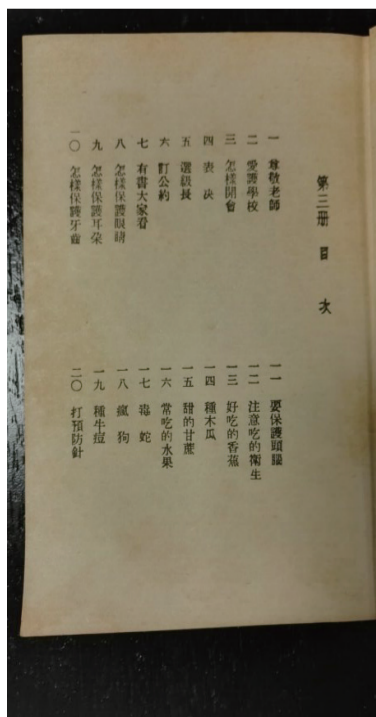 第三册 目次
一 尊敬老師
二 愛護學校
三 怎樣開會
四 表決
五 選級長
六 訂公約
七 有書大家看
八 怎樣保護眼睛
九 怎樣保護耳朵
一〇 怎樣保護牙齒
一一 要保護頭腦
一二 注意吃的衛生
一三 好吃的香蕉
一四 種木瓜
一五 甜的甘蔗
一六 常吃的水果
一七 毒蛇
一八 瘋狗
一九 種牛痘
二〇 打預防針